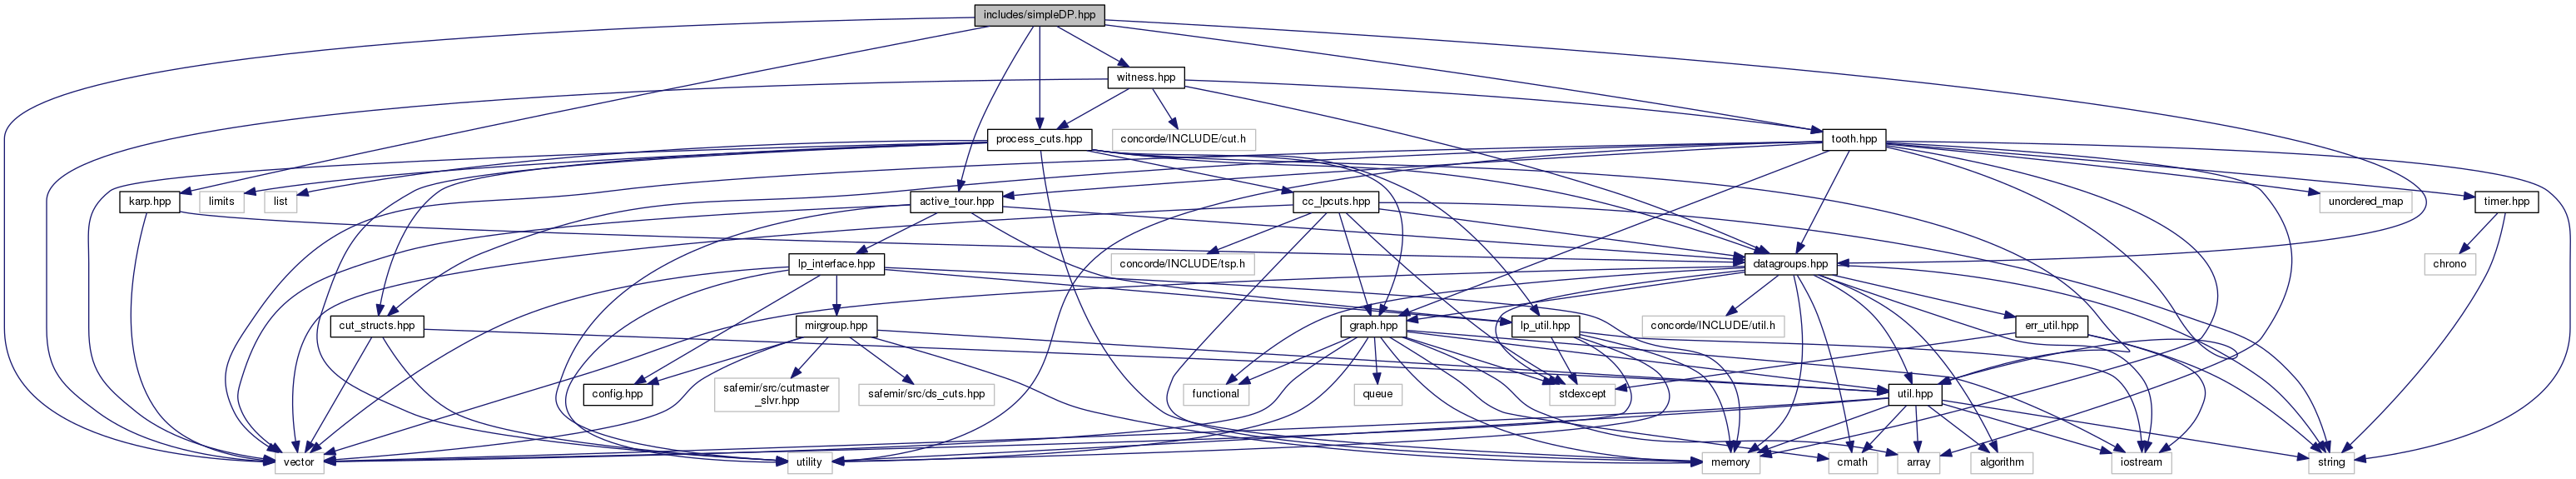 includes/simpleDP.hpp
witness.hpp
process_cuts.hpp
concorde/INCLUDE/cut.h
tooth.hpp
karp.hpp
limits
list
active_tour.hpp
cc_lpcuts.hpp
unordered_map
timer.hpp
lp_interface.hpp
concorde/INCLUDE/tsp.h
datagroups.hpp
chrono
cut_structs.hpp
mirgroup.hpp
graph.hpp
lp_util.hpp
concorde/INCLUDE/util.h
err_util.hpp
config.hpp
safemir/src/cutmaster
_slvr.hpp
safemir/src/ds_cuts.hpp
functional
queue
stdexcept
util.hpp
vector
utility
memory
cmath
array
algorithm
iostream
string